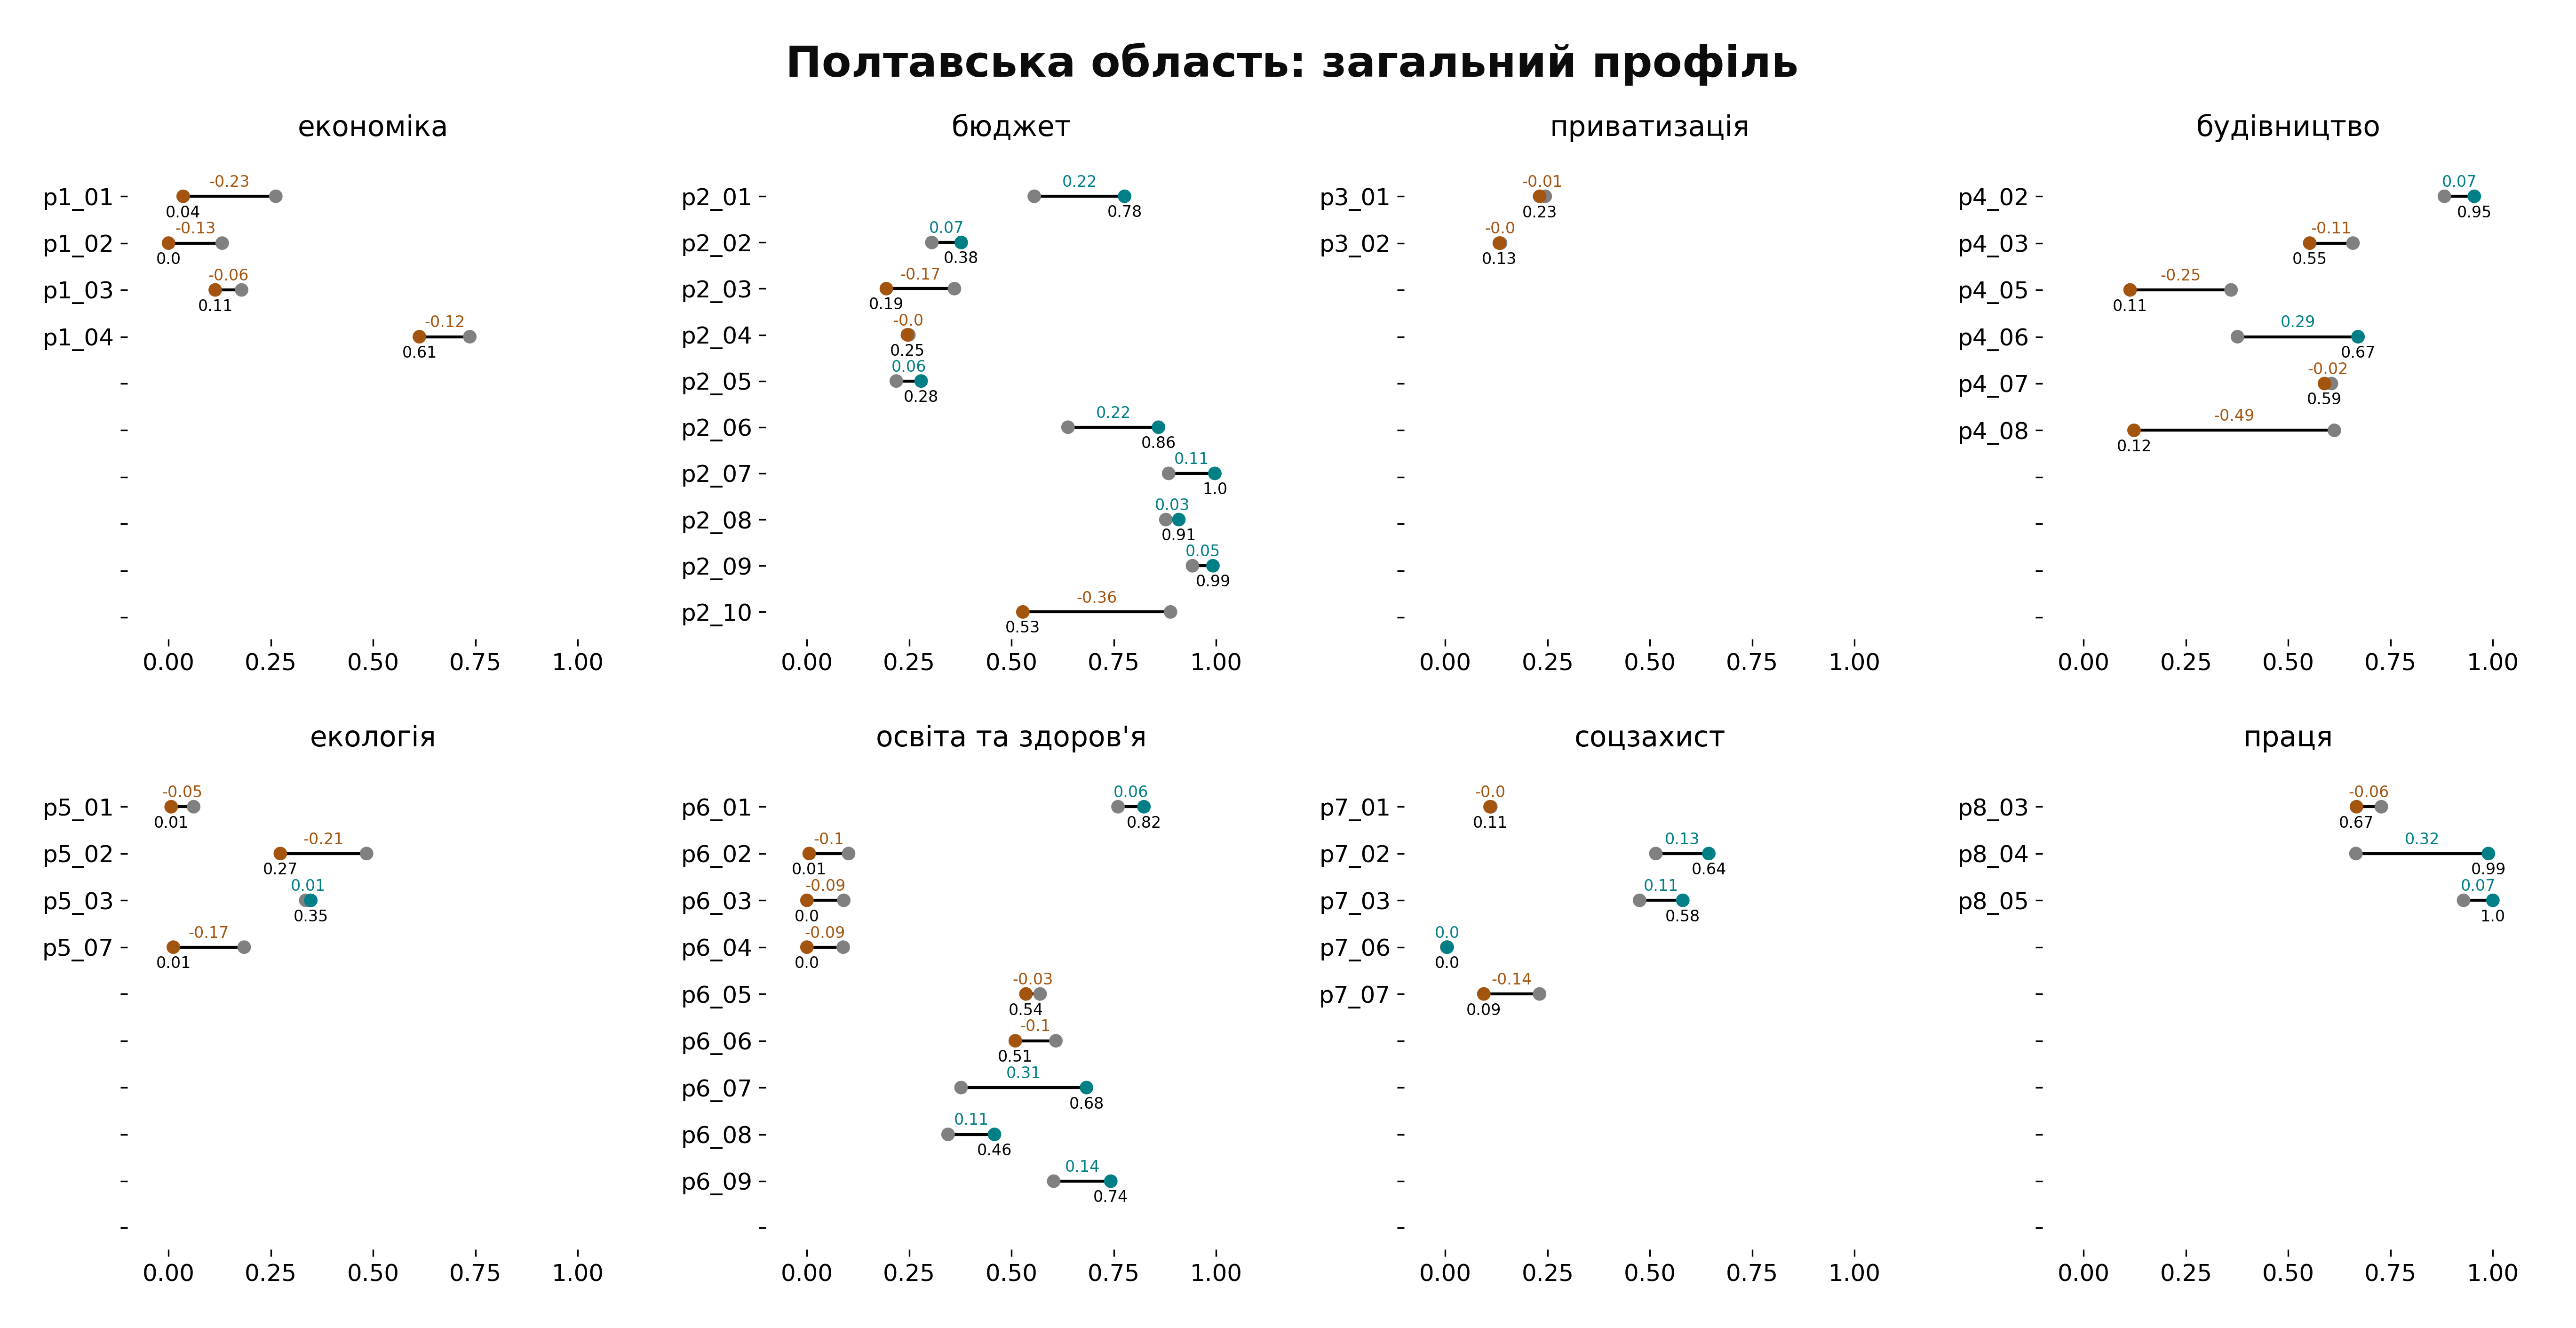 Полтавська область: загальний профіль
економіка
p1_01
-0.23
0.04
p1_02
-0.13
0.0
p1_03
-0.06
0.11
p1_04
-0.12
0.61
0.00 0.25 0.50 0.75 1.00
бюджет
p2_01
0.22
0.78
p2_02
0.07
0.38
p2_03
-0.17
0.19
p2_04
-0.0
0.25
p2_05
0.06
0.28
p2_06
0.22
0.86
p2_07
0.11
1.0
p2_08
0.03
0.91
p2_09
0.05
0.99
p2_10
-0.36
0.53
0.00 0.25 0.50 0.75 1.00
приватизація
p3_01
-0.01
0.23
p3_02
-0.0
0.13
0.00 0.25 0.50 0.75 1.00
будівництво
p4_02
0.07
0.95
p4_03
-0.11
0.55
p4_05
-0.25
0.11
p4_06
0.29
0.67
p4_07
-0.02
0.59
p4_08
-0.49
0.12
0.00 0.25 0.50 0.75 1.00
екологія
p5_01
-0.05
0.01
p5_02
-0.21
0.27
p5_03
0.01
0.35
p5_07
-0.17
0.01
0.00 0.25 0.50 0.75 1.00
освіта та здоров'я
p6_01
0.06
0.82
p6_02
-0.1
0.01
p6_03
-0.09
0.0
p6_04
-0.09
0.0
p6_05
-0.03
0.54
p6_06
-0.1
0.51
p6_07
0.31
0.68
p6_08
0.11
0.46
p6_09
0.14
0.74
0.00 0.25 0.50 0.75 1.00
соцзахист
p7_01
-0.0
0.11
p7_02
0.13
0.64
p7_03
0.11
0.58
p7_06
0.0
0.0
p7_07
-0.14
0.09
0.00 0.25 0.50 0.75 1.00
праця
p8_03
-0.06
0.67
p8_04
0.32
0.99
p8_05
0.07
1.0
0.00 0.25 0.50 0.75 1.00